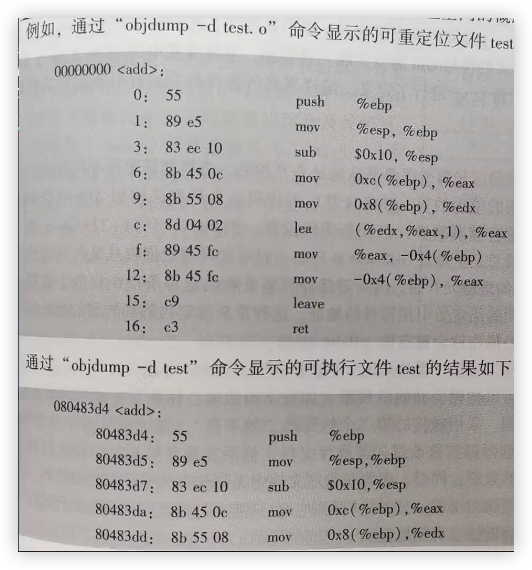 例如，通过“objdump -d test.o”命令显示的可重定位文件 test
00000000 <add>:
0: 55 push %ebp
1: 89 e5 mov %esp, %ebp
3: 83 ec 10 sub $0x10, %esp
6: 8b 45 0c mov 0xc(%ebp), %eax
9: 8b 55 08 mov 0x8(%ebp), %edx
c: 8d 04 02 lea (%edx,%eax,1), %eax
f: 89 45 fc mov %eax, -0x4(%ebp)
12: 8b 45 fc mov -0x4(%ebp), %eax
15: c9 leave
16: c3 ret
通过“objdump -d test”命令显示的可执行文件 test 的结果如下
080483d4 <add>:
80483d4: 55 push %ebp
80483d5: 89 e5 mov %esp,%ebp
80483d7: 83 ec 10 sub $0x10,%esp
80483da: 8b 45 0c mov 0xc(%ebp),%eax
80483dd: 8b 55 08 mov 0x8(%ebp),%edx